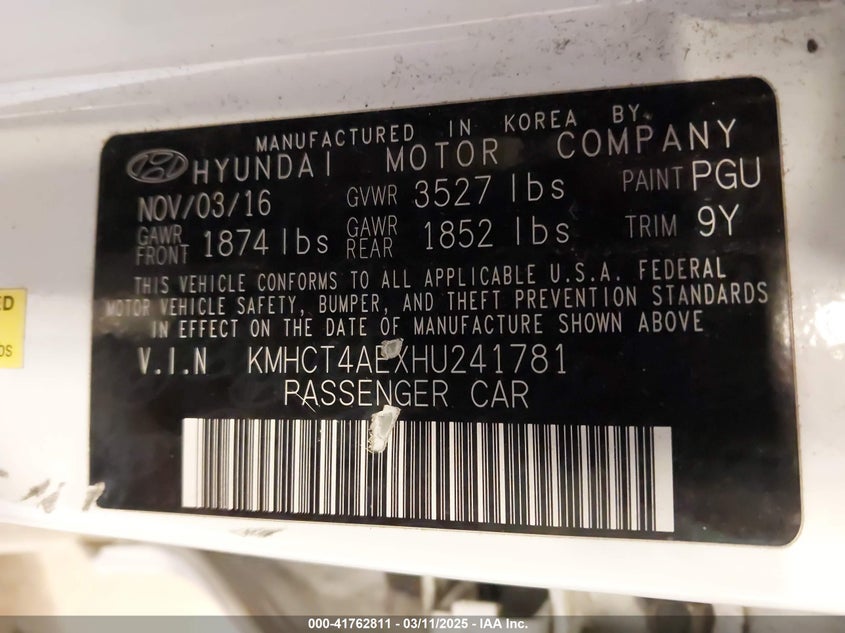 MANUFACTURED IN KOREA BY
HYUNDAI MOTOR COMPANY
NOV/03/16 GVWR 3527 lbs PAINT PGU
GAWR FRONT 1874 lbs GAWR REAR 1852 lbs TRIM 9Y
THIS VEHICLE CONFORMS TO ALL APPLICABLE U.S.A. FEDERAL
MOTOR VEHICLE SAFETY, BUMPER, AND THEFT PREVENTION STANDARDS
IN EFFECT ON THE DATE OF MANUFACTURE SHOWN ABOVE
V.I.N KMHCT4AEXHU241781
PASSENGER CAR
000-41762811 - 03/11/2025 - IAA Inc.